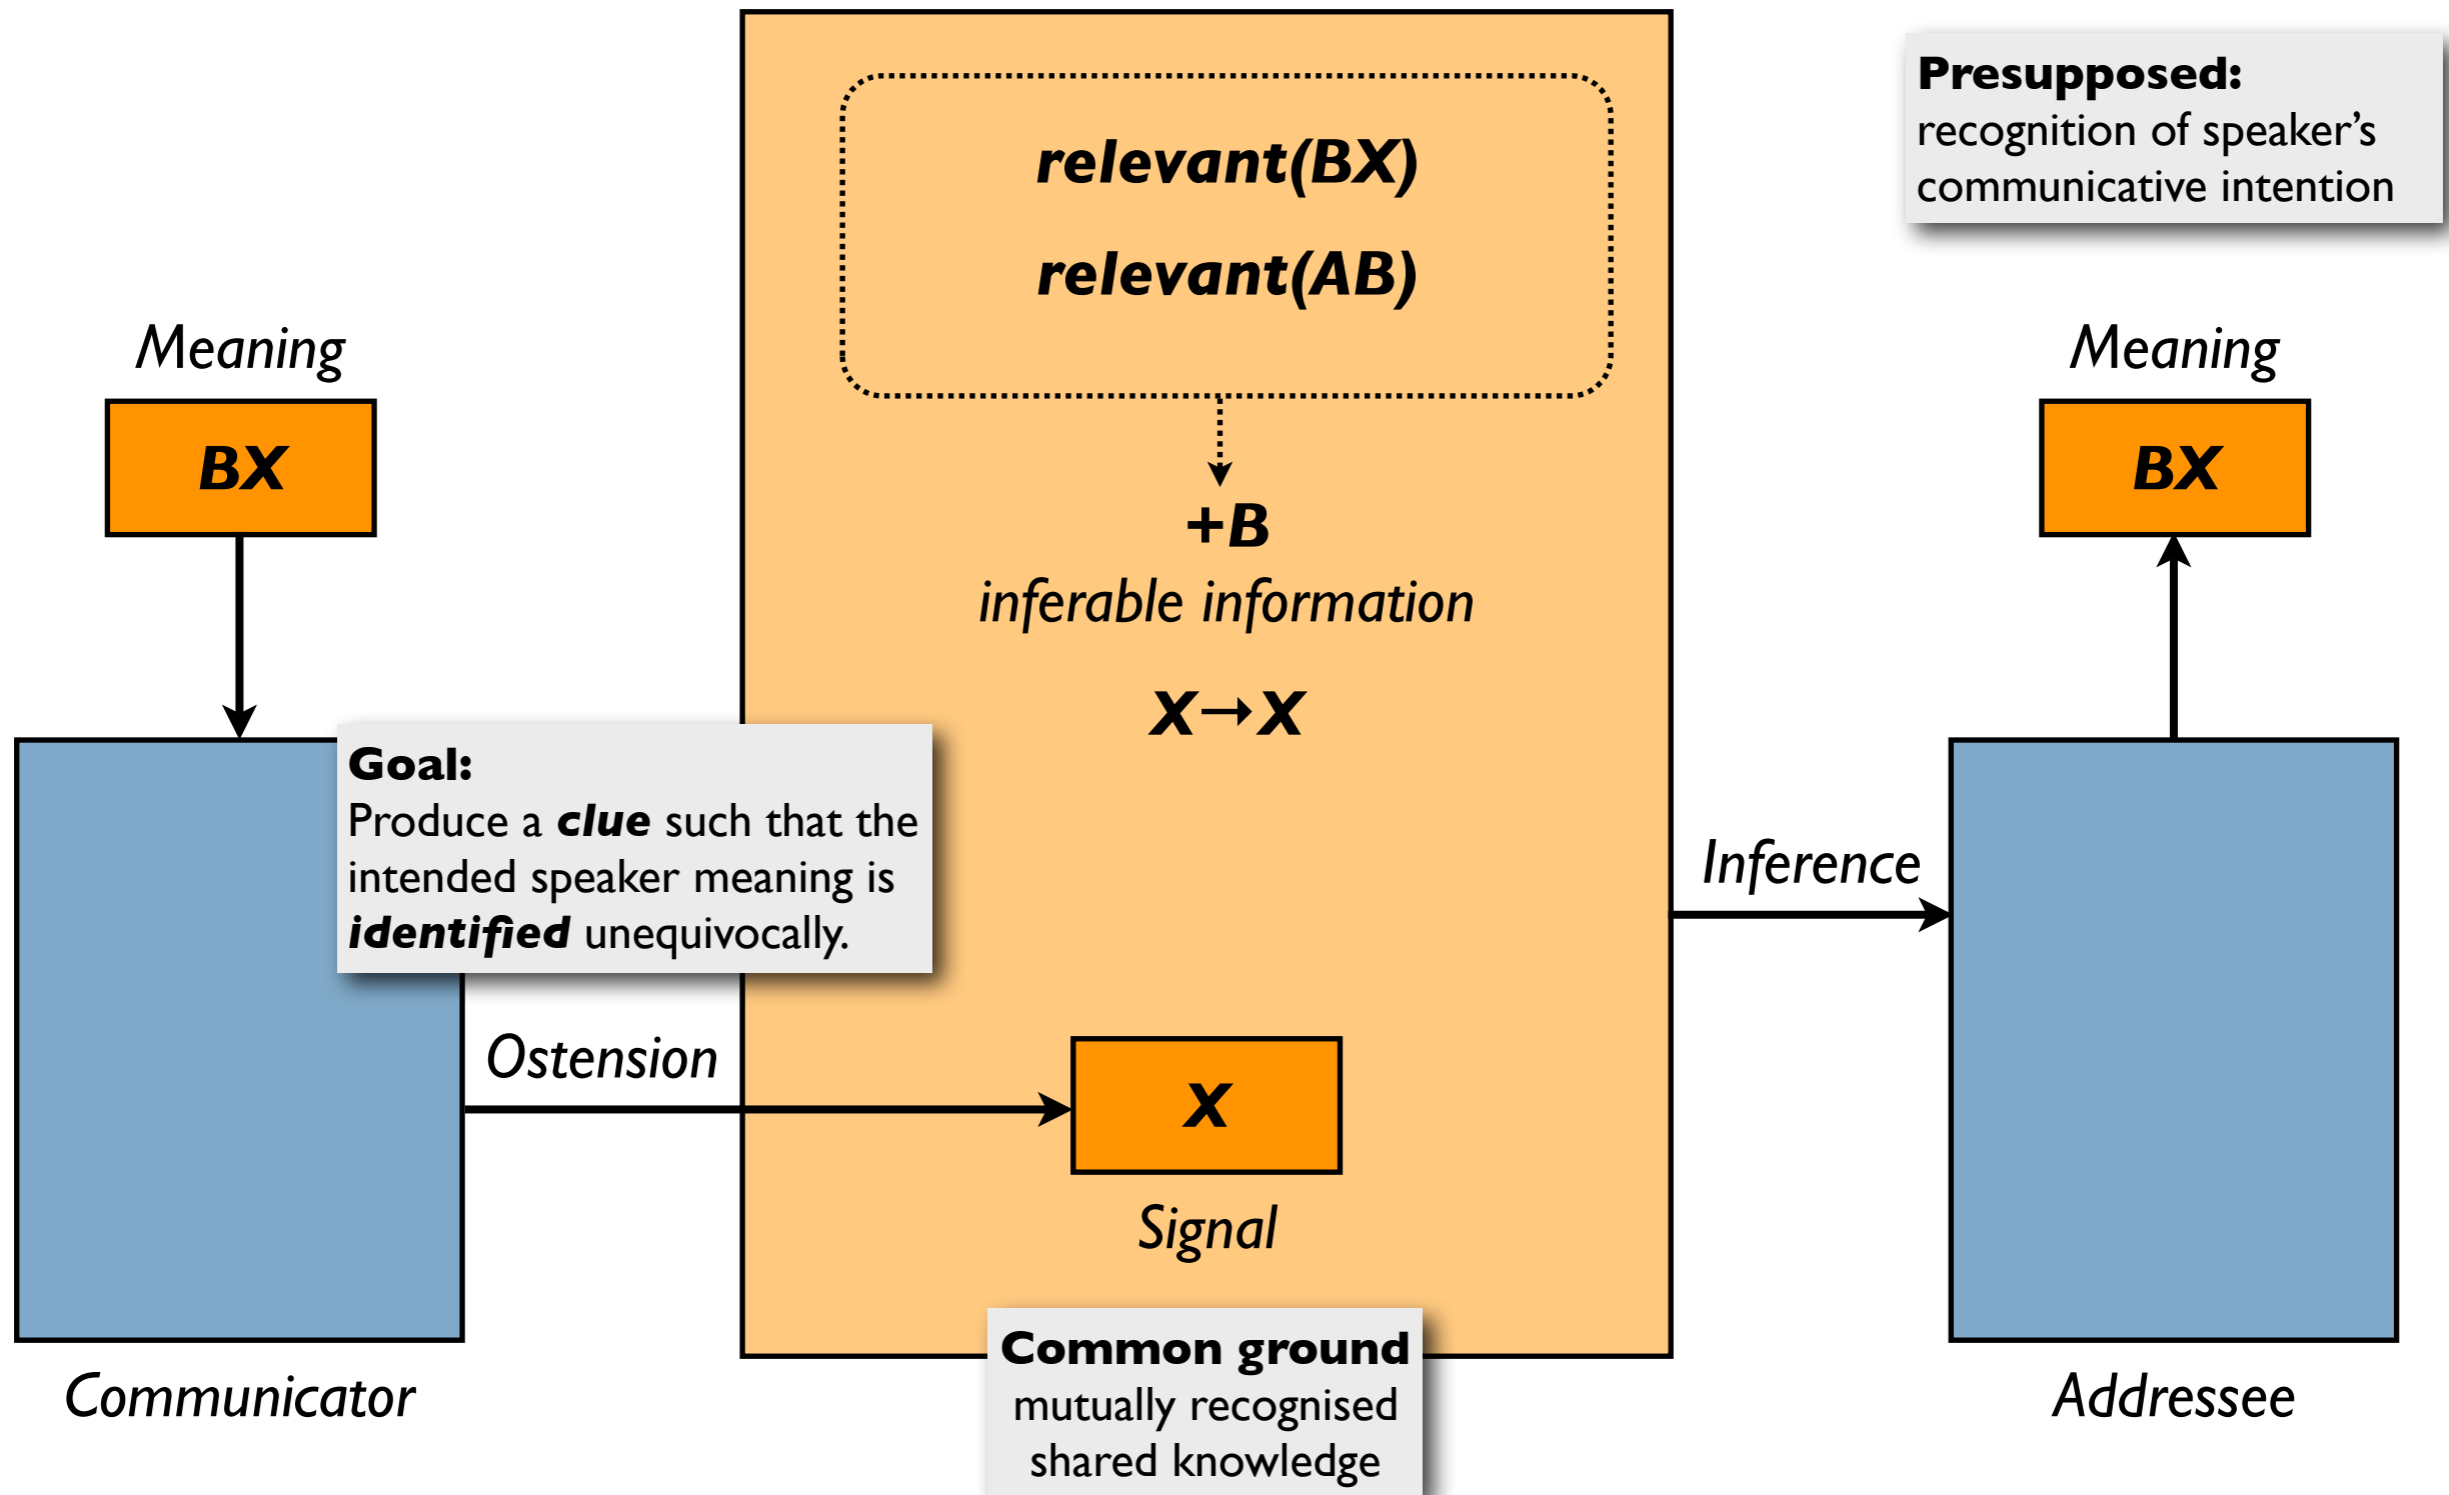 Presupposed:
recognition of speaker’s
communicative intention
relevant(BX)
relevant(AB)
+B
inferable information
X→X
Meaning
BX
Goal:
Produce a clue such that the
intended speaker meaning is
identified unequivocally.
Communicator
Ostension
X
Signal
Common ground
mutually recognised
shared knowledge
Inference
Meaning
BX
Addressee